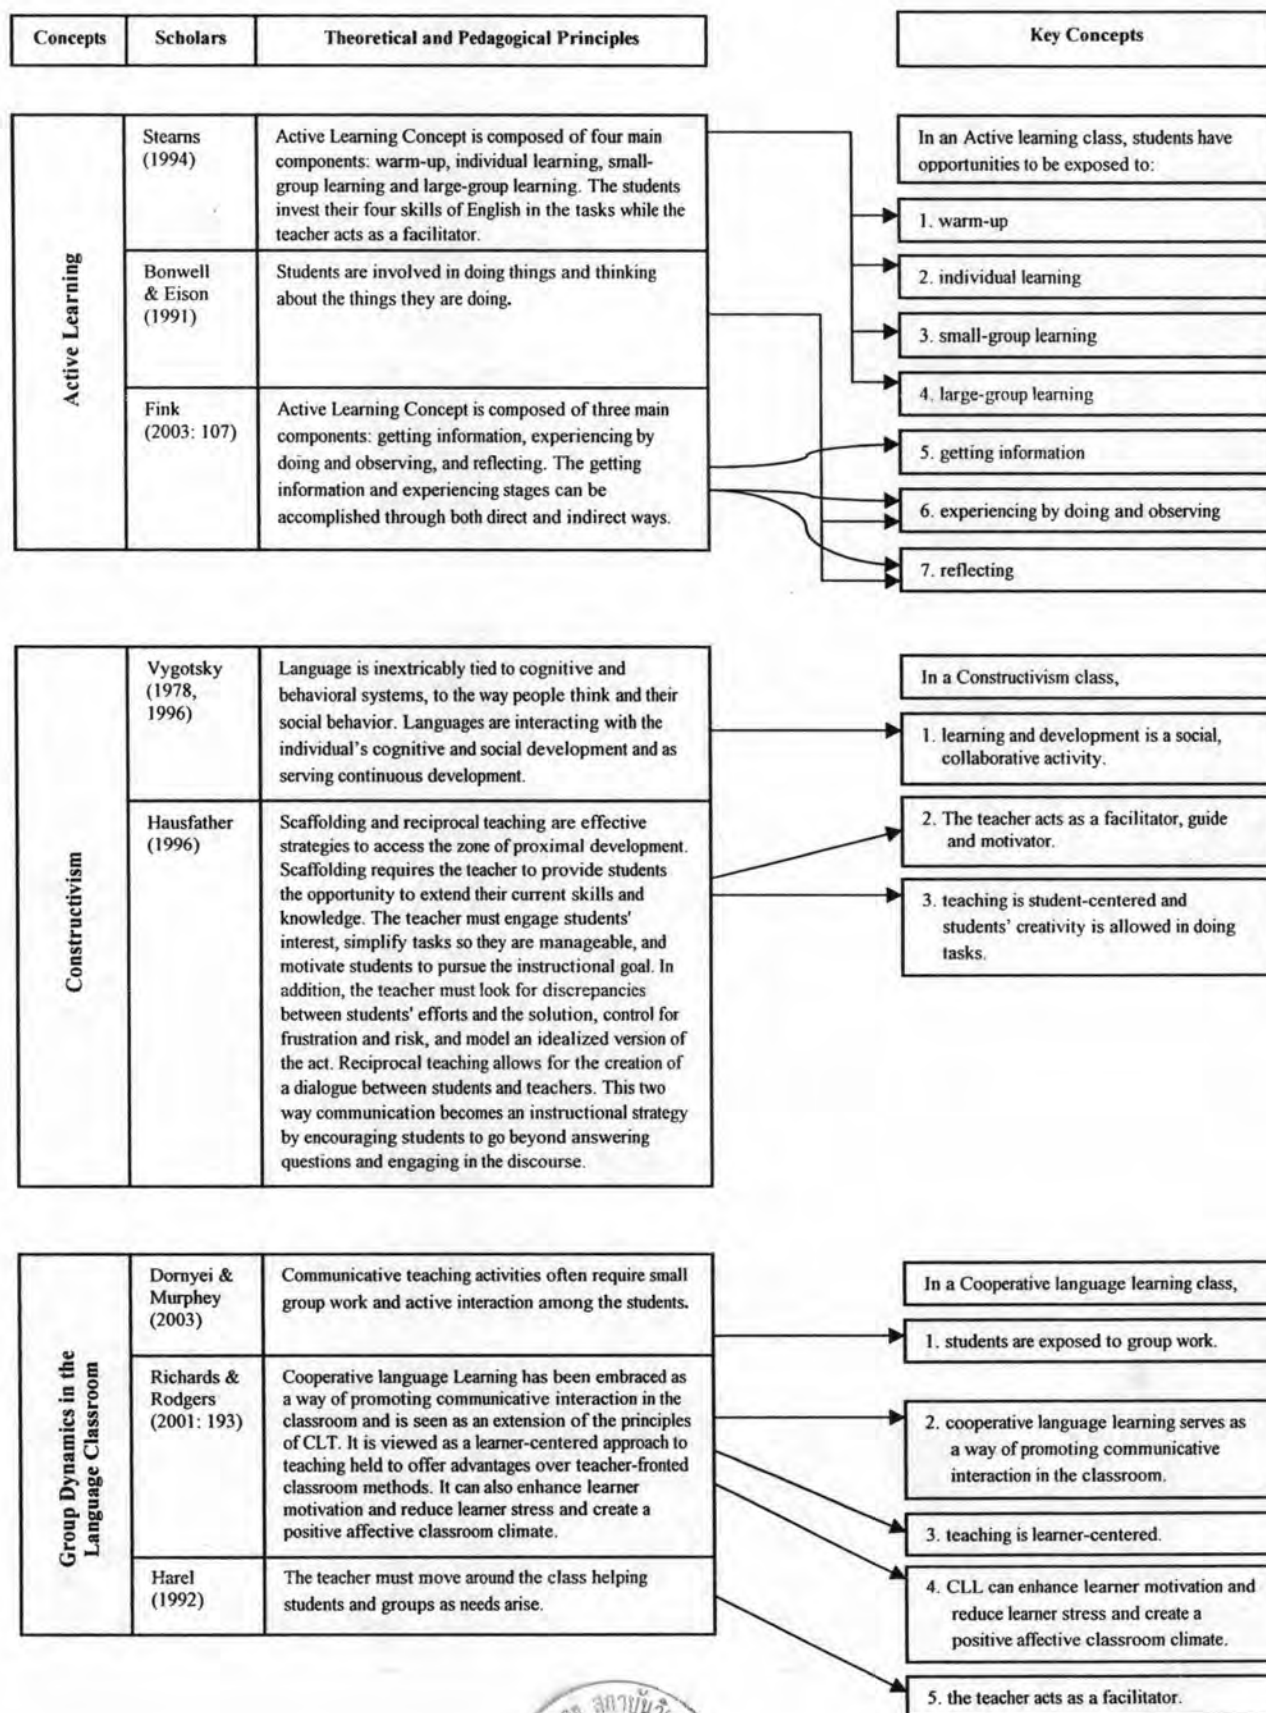 Concepts Scholars Theoretical and Pedagogical Principles Key Concepts
Active Learning
Stearns
(1994)
Active Learning Concept is composed of four main
components: warm-up, individual learning, small-
group learning and large-group learning. The students
invest their four skills of English in the tasks while the
teacher acts as a facilitator.
Bonwell
& Eison
(1991)
Students are involved in doing things and thinking
about the things they are doing.
Fink
(2003: 107)
Active Learning Concept is composed of three main
components: getting information, experiencing by
doing and observing, and reflecting. The getting
information and experiencing stages can be
accomplished through both direct and indirect ways.
In an Active learning class, students have
opportunities to be exposed to:
1. warm-up
2. individual learning
3. small-group learning
4. large-group learning
5. getting information
6. experiencing by doing and observing
7. reflecting
Constructivism
Vygotsky
(1978,
1996)
Language is inextricably tied to cognitive and
behavioral systems, to the way people think and their
social behavior. Languages are interacting with the
individual's cognitive and social development and as
serving continuous development.
Hausfather
(1996)
Scaffolding and reciprocal teaching are effective
strategies to access the zone of proximal development.
Scaffolding requires the teacher to provide students
the opportunity to extend their current skills and
knowledge. The teacher must engage students'
interest, simplify tasks so they are manageable, and
motivate students to pursue the instructional goal. In
addition, the teacher must look for discrepancies
between students' efforts and the solution, control for
frustration and risk, and model an idealized version of
the act. Reciprocal teaching allows for the creation of
a dialogue between students and teachers. This two
way communication becomes an instructional strategy
by encouraging students to go beyond answering
questions and engaging in the discourse.
In a Constructivism class,
1. learning and development is a social,
collaborative activity.
2. The teacher acts as a facilitator, guide
and motivator.
3. teaching is student-centered and
students' creativity is allowed in doing
tasks.
Group Dynamics in the
Language Classroom
Dornyei &
Murphey
(2003)
Communicative teaching activities often require small
group work and active interaction among the students.
Richards &
Rodgers
(2001: 193)
Cooperative language Learning has been embraced as
a way of promoting communicative interaction in the
classroom and is seen as an extension of the principles
of CLT. It is viewed as a learner-centered approach to
teaching held to offer advantages over teacher-fronted
classroom methods. It can also enhance learner
motivation and reduce learner stress and create a
positive affective classroom climate.
Harel
(1992)
The teacher must move around the class helping
students and groups as needs arise.
In a Cooperative language learning class,
1. students are exposed to group work.
2. cooperative language learning serves as
a way of promoting communicative
interaction in the classroom.
3. teaching is learner-centered.
4. CLL can enhance learner motivation and
reduce learner stress and create a
positive affective classroom climate.
5. the teacher acts as a facilitator.